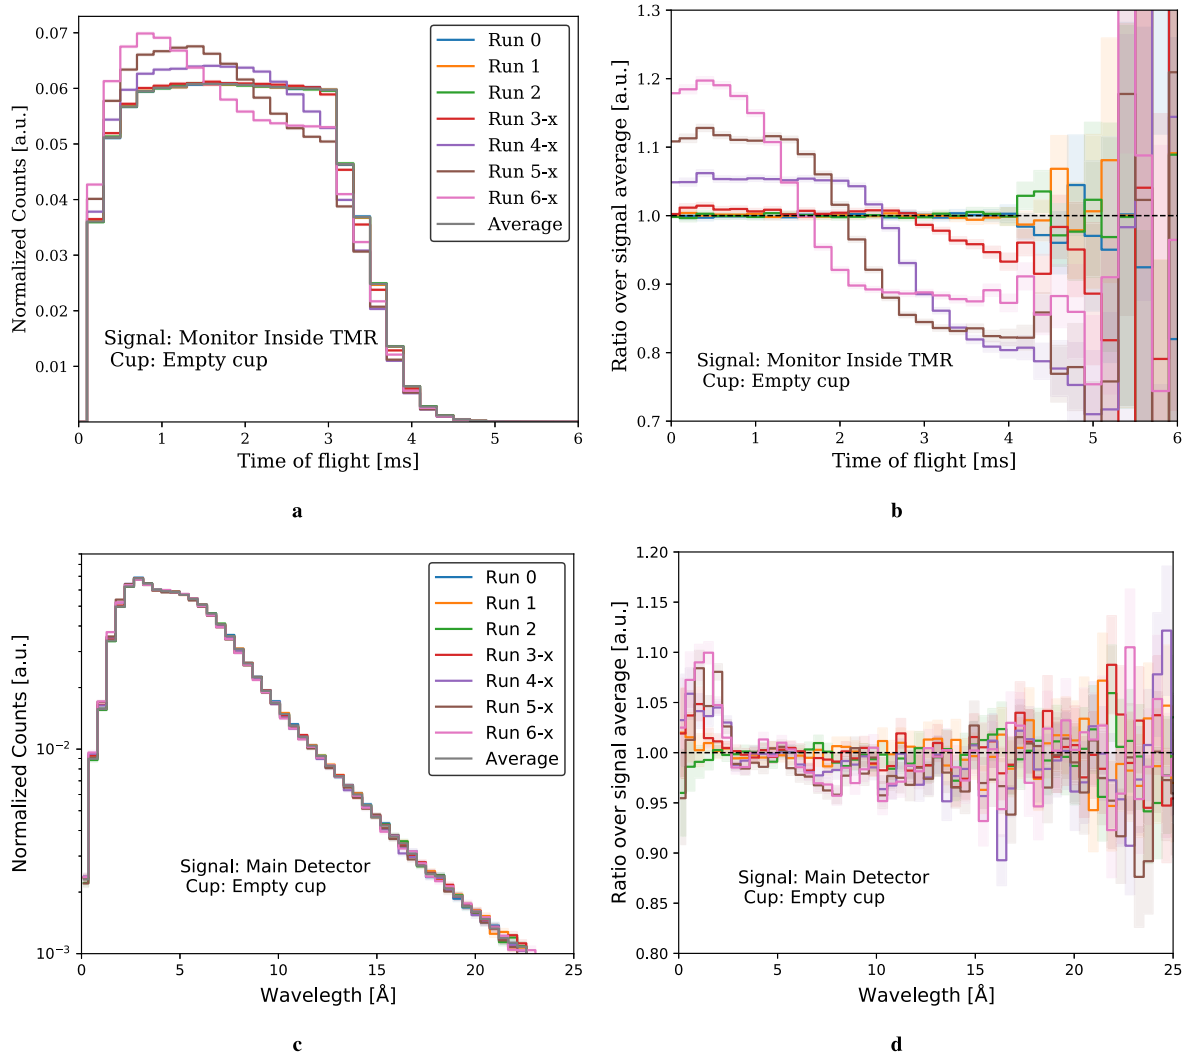 0.07
0.06
0.05
0.04
0.03
0.02
0.01
Normalized Counts [a.u.]
Run 0
Run 1
Run 2
Run 3-x
Run 4-x
Run 5-x
Run 6-x
Average
Signal: Monitor Inside TMR
Cup: Empty cup
0 1 2 3 4 5 6
Time of flight [ms]
a
1.3
1.2
1.1
1.0
0.9
0.8
0.7
Ratio over signal average [a.u.]
Signal: Monitor Inside TMR
Cup: Empty cup
0 1 2 3 4 5 6
Time of flight [ms]
b
10⁻²
10⁻³
Normalized Counts [a.u.]
Run 0
Run 1
Run 2
Run 3-x
Run 4-x
Run 5-x
Run 6-x
Average
Signal: Main Detector
Cup: Empty cup
0 5 10 15 20 25
Wavelegth [Å]
c
1.20
1.15
1.10
1.05
1.00
0.95
0.90
0.85
0.80
Ratio over signal average [a.u.]
Signal: Main Detector
Cup: Empty cup
0 5 10 15 20 25
Wavelegth [Å]
d